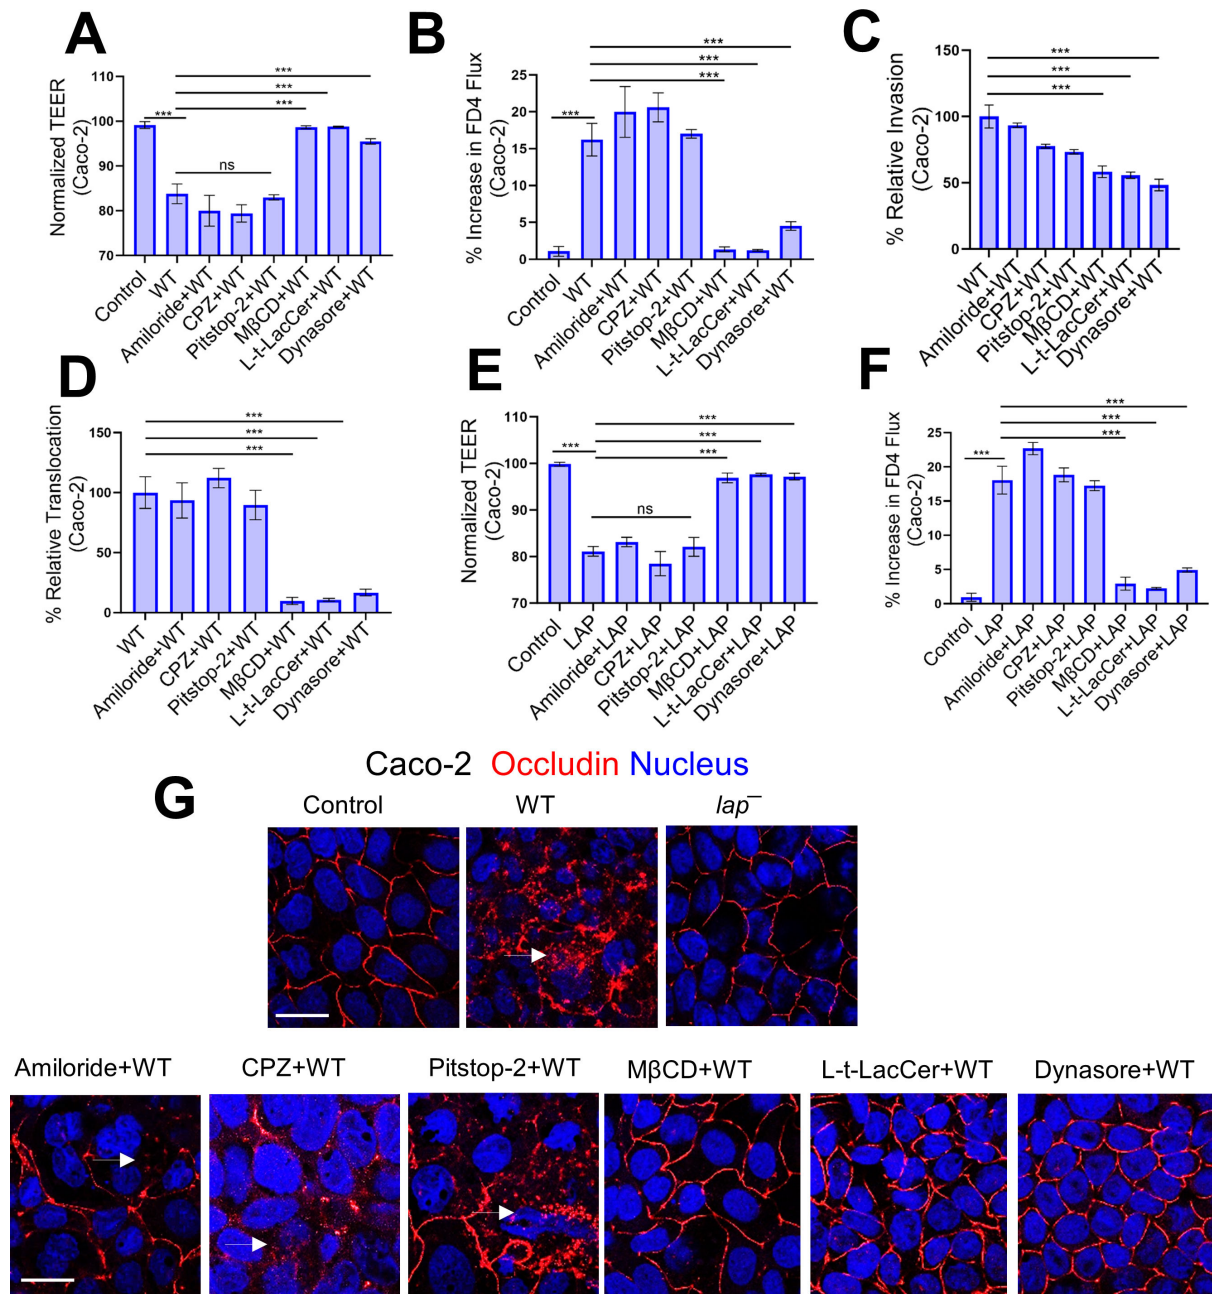 A
Normalized TEER
(Caco-2)
110
100
90
80
70
***
***
***
***
ns
Control
WT
Amiloride+WT
CPZ+WT
Pitstop-2+WT
MβCD+WT
L-t-LacCer+WT
Dynasore+WT
B
% Increase in FD4 Flux
(Caco-2)
25
20
15
10
5
0
***
***
***
***
Control
WT
Amiloride+WT
CPZ+WT
Pitstop-2+WT
MβCD+WT
L-t-LacCer+WT
Dynasore+WT
C
% Relative Invasion
(Caco-2)
150
100
50
0
***
***
***
WT
Amiloride+WT
CPZ+WT
Pitstop-2+WT
MβCD+WT
L-t-LacCer+WT
Dynasore+WT
D
% Relative Translocation
(Caco-2)
150
100
50
0
***
***
***
WT
Amiloride+WT
CPZ+WT
Pitstop-2+WT
MβCD+WT
L-t-LacCer+WT
Dynasore+WT
E
Normalized TEER
(Caco-2)
110
100
90
80
70
***
***
***
***
ns
Control
LAP
Amiloride+LAP
CPZ+LAP
Pitstop-2+LAP
MβCD+LAP
L-t-LacCer+LAP
Dynasore+LAP
F
% Increase in FD4 Flux
(Caco-2)
25
20
15
10
5
0
***
***
***
***
Control
LAP
Amiloride+LAP
CPZ+LAP
Pitstop-2+LAP
MβCD+LAP
L-t-LacCer+LAP
Dynasore+LAP
G
Caco-2 Occludin Nucleus
Control WT lap⁻
Amiloride+WT CPZ+WT Pitstop-2+WT MβCD+WT L-t-LacCer+WT Dynasore+WT